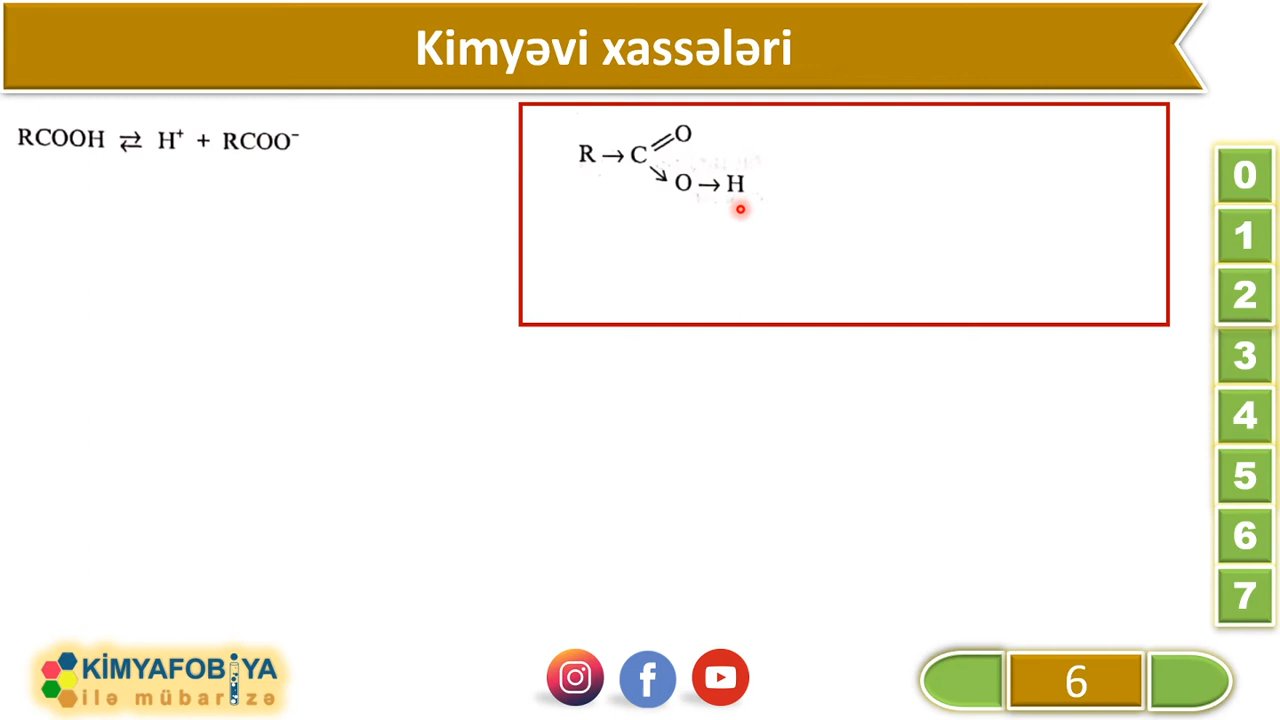 Kimyəvi xassələri
RCOOH ⇄ H⁺ + RCOO⁻
R → C
O
O → H
0
1
2
3
4
5
6
7
KİMYAFOBİYA
ilə mübarizə
6